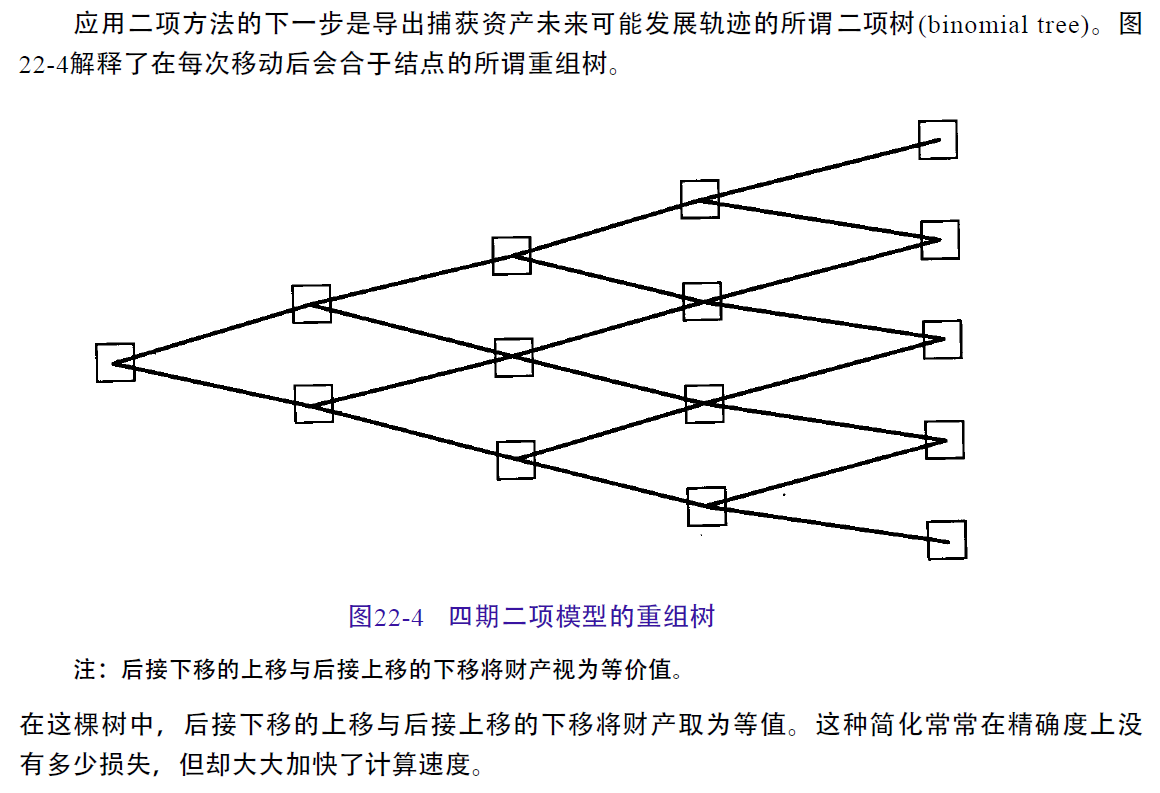 应用二项方法的下一步是导出捕获资产未来可能发展轨迹的所谓二项树(binomial tree)。图
22-4解释了在每次移动后会合于结点的所谓重组树。
图22-4　四期二项模型的重组树
注：后接下移的上移与后接上移的下移将财产视为等价值。
在这棵树中，后接下移的上移与后接上移的下移将财产取为等值。这种简化常常在精确度上没
有多少损失，但却大大加快了计算速度。